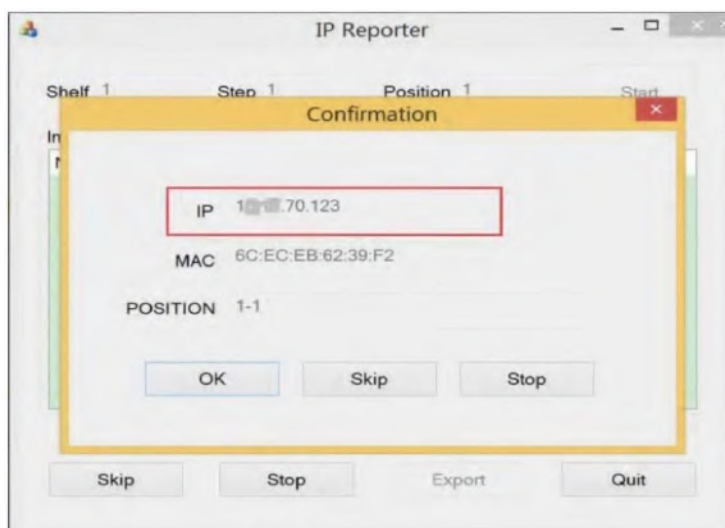 IP Reporter
Shelf 1 Step 1 Position 1 Start
Confirmation
IP .70.123
MAC 6C:EC:EB:62:39:F2
POSITION 1-1
OK Skip Stop
Skip Stop Export Quit